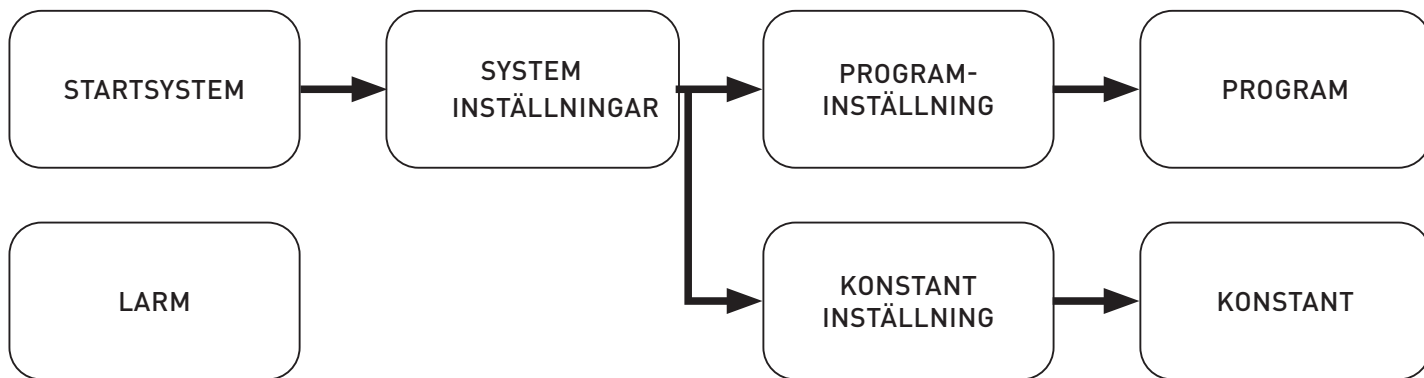 STARTSYSTEM
SYSTEM
INSTÄLLNINGAR
PROGRAM-
INSTÄLLNING
PROGRAM
LARM
KONSTANT
INSTÄLLNING
KONSTANT